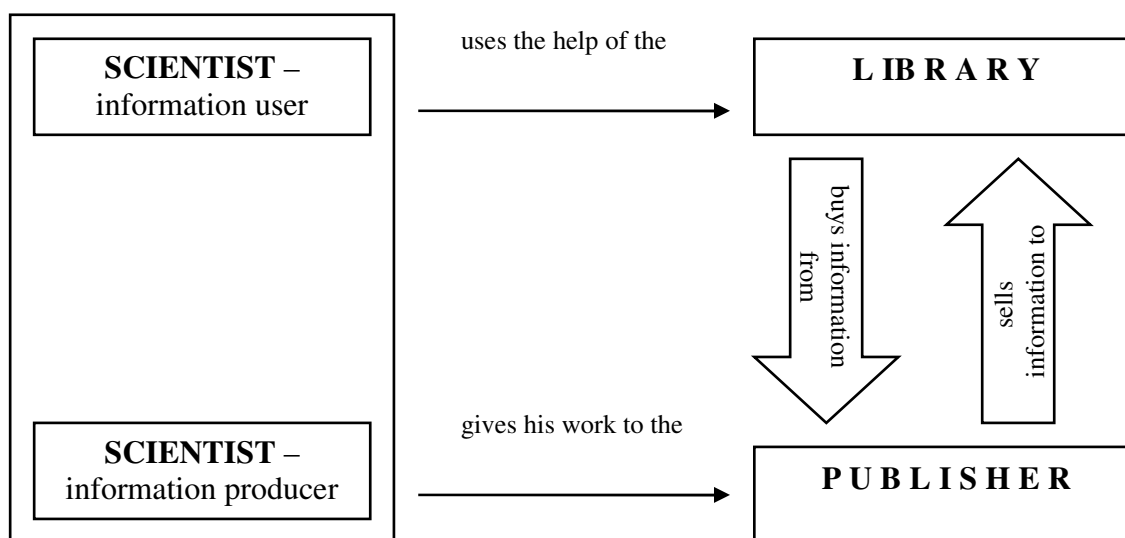 uses the help of the
SCIENTIST –
information user
L IB R A R Y
buys information
from
sells
information to
gives his work to the
SCIENTIST –
information producer
P U B L I S H E R